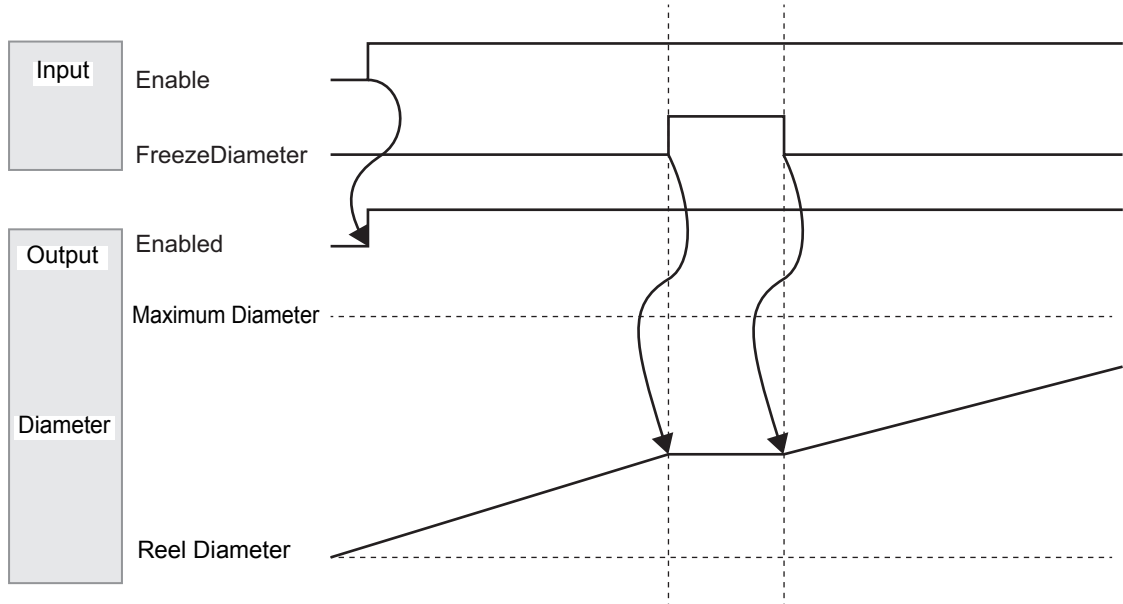 Input
Enable
FreezeDiameter
Output
Enabled
Maximum Diameter
Diameter
Reel Diameter